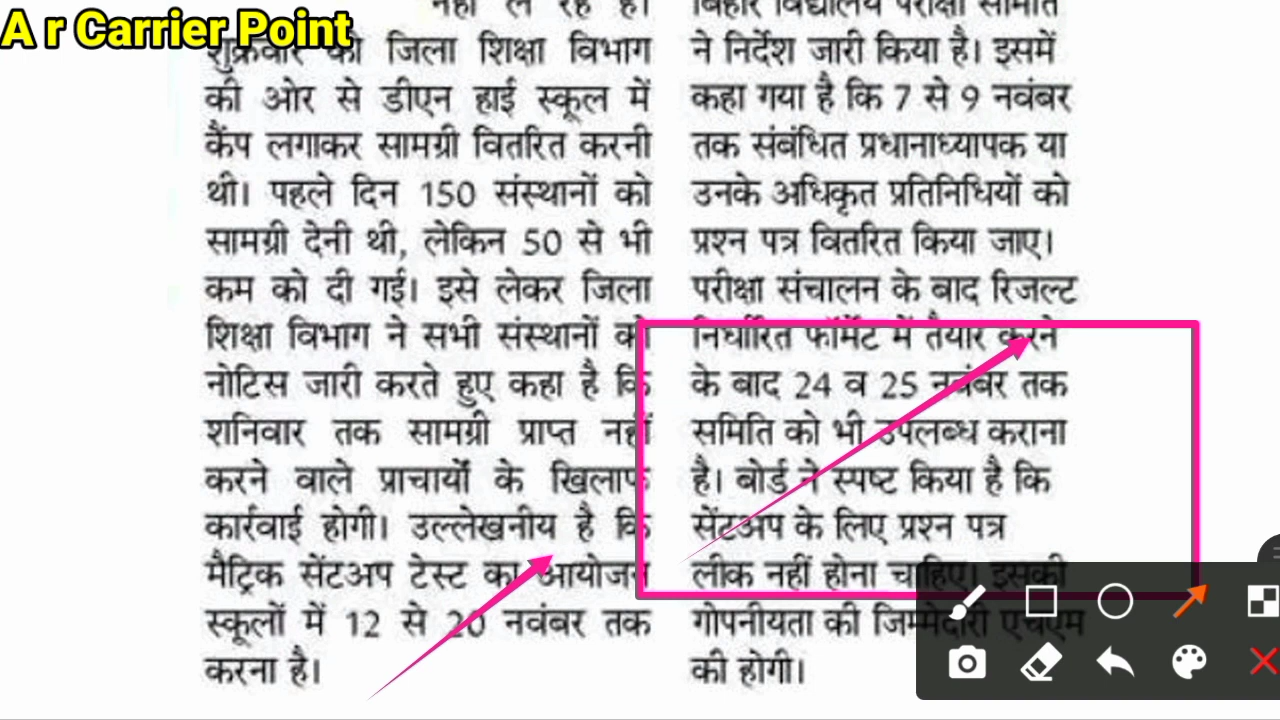 A r Carrier Point
नहीं ले रहे हैं।
शुक्रवार को जिला शिक्षा विभाग
की ओर से डीएन हाई स्कूल में
कैंप लगाकर सामग्री वितरित करनी
थी। पहले दिन 150 संस्थानों को
सामग्री देनी थी, लेकिन 50 से भी
कम को दी गई। इसे लेकर जिला
शिक्षा विभाग ने सभी संस्थानों को
नोटिस जारी करते हुए कहा है कि
शनिवार तक सामग्री प्राप्त नहीं
करने वाले प्राचार्यों के खिलाफ
कार्रवाई होगी। उल्लेखनीय है कि
मैट्रिक सेंटअप टेस्ट का आयोजन
स्कूलों में 12 से 20 नवंबर तक
करना है।
बिहार विद्यालय परीक्षा समिति
ने निर्देश जारी किया है। इसमें
कहा गया है कि 7 से 9 नवंबर
तक संबंधित प्रधानाध्यापक या
उनके अधिकृत प्रतिनिधियों को
प्रश्न पत्र वितरित किया जाए।
परीक्षा संचालन के बाद रिजल्ट
निर्धारित फॉर्मेट में तैयार करने
के बाद 24 व 25 नवंबर तक
समिति को भी उपलब्ध कराना
है। बोर्ड ने स्पष्ट किया है कि
सेंटअप के लिए प्रश्न पत्र
लीक नहीं होना चाहिए। इसकी
गोपनीयता की जिम्मेदारी एचएम
की होगी।